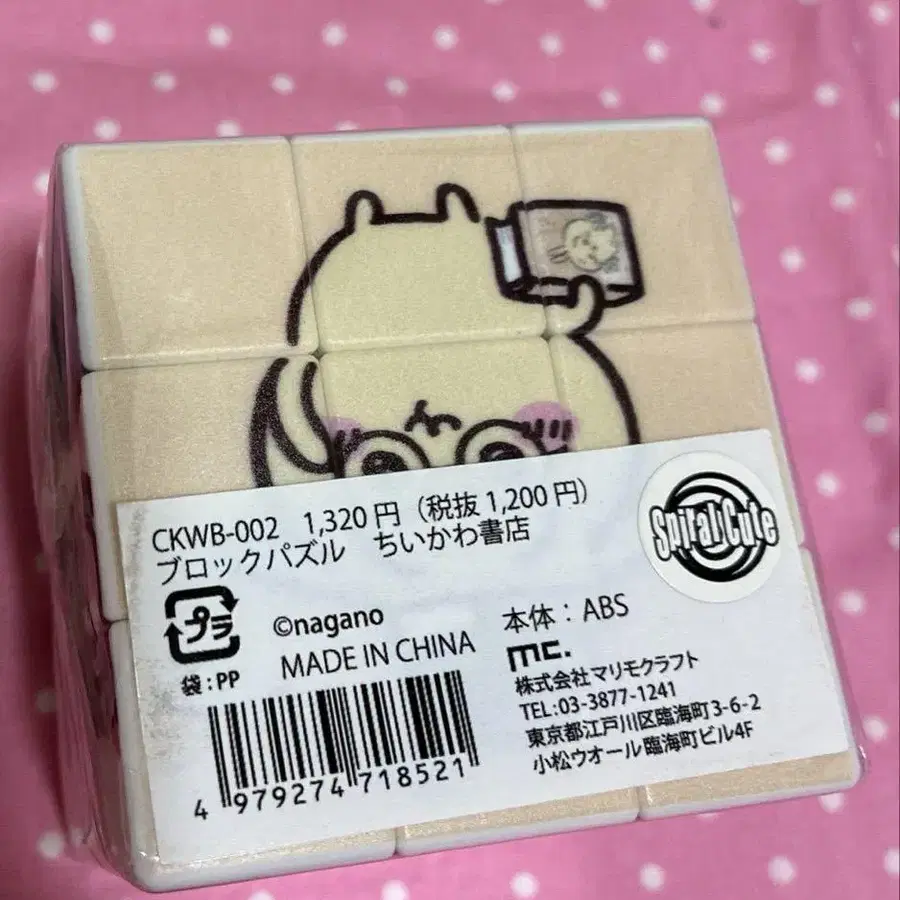 CKWB-002 1,320円（税抜1,200円）
ブロックパズル ちいかわ書店
Spiral Cute
プラ
袋：PP
©nagano
MADE IN CHINA
本体：ABS
mc.
株式会社マリモクラフト
TEL:03-3877-1241
東京都江戸川区臨海町3-6-2
小松ウオール臨海町ビル4F
4 979274 718521